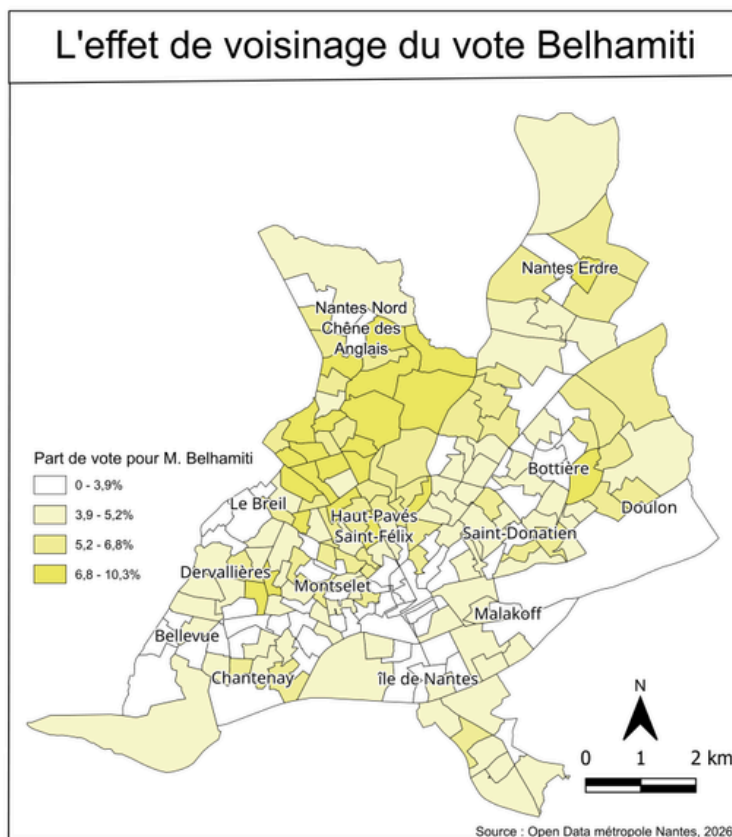 L'effet de voisinage du vote Belhamiti
Nantes Erdre
Nantes Nord
Chêne des
Anglais
Part de vote pour M. Belhamiti
0 - 3,9%
3,9 - 5,2%
5,2 - 6,8%
6,8 - 10,3%
Bottière
Le Breil
Haut-Pavés
Saint-Félix
Doulon
Saint-Donatien
Dervallières
Montselet
Malakoff
Bellevue
Chantenay
île de Nantes
N
0 1 2 km
Source : Open Data métropole Nantes, 2026